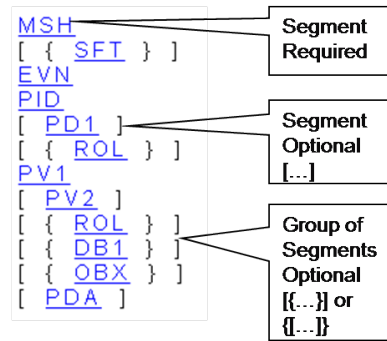 MSH
[ { SFT } ]
EVN
PID
[ PD1 ]
[ { ROL } ]
PV1
[ PV2 ]
[ { ROL } ]
[ { DB1 } ]
[ { OBX } ]
[ PDA ]
Segment
Required
Segment
Optional
[...]
Group of
Segments
Optional
[{...}] or
{[...]}